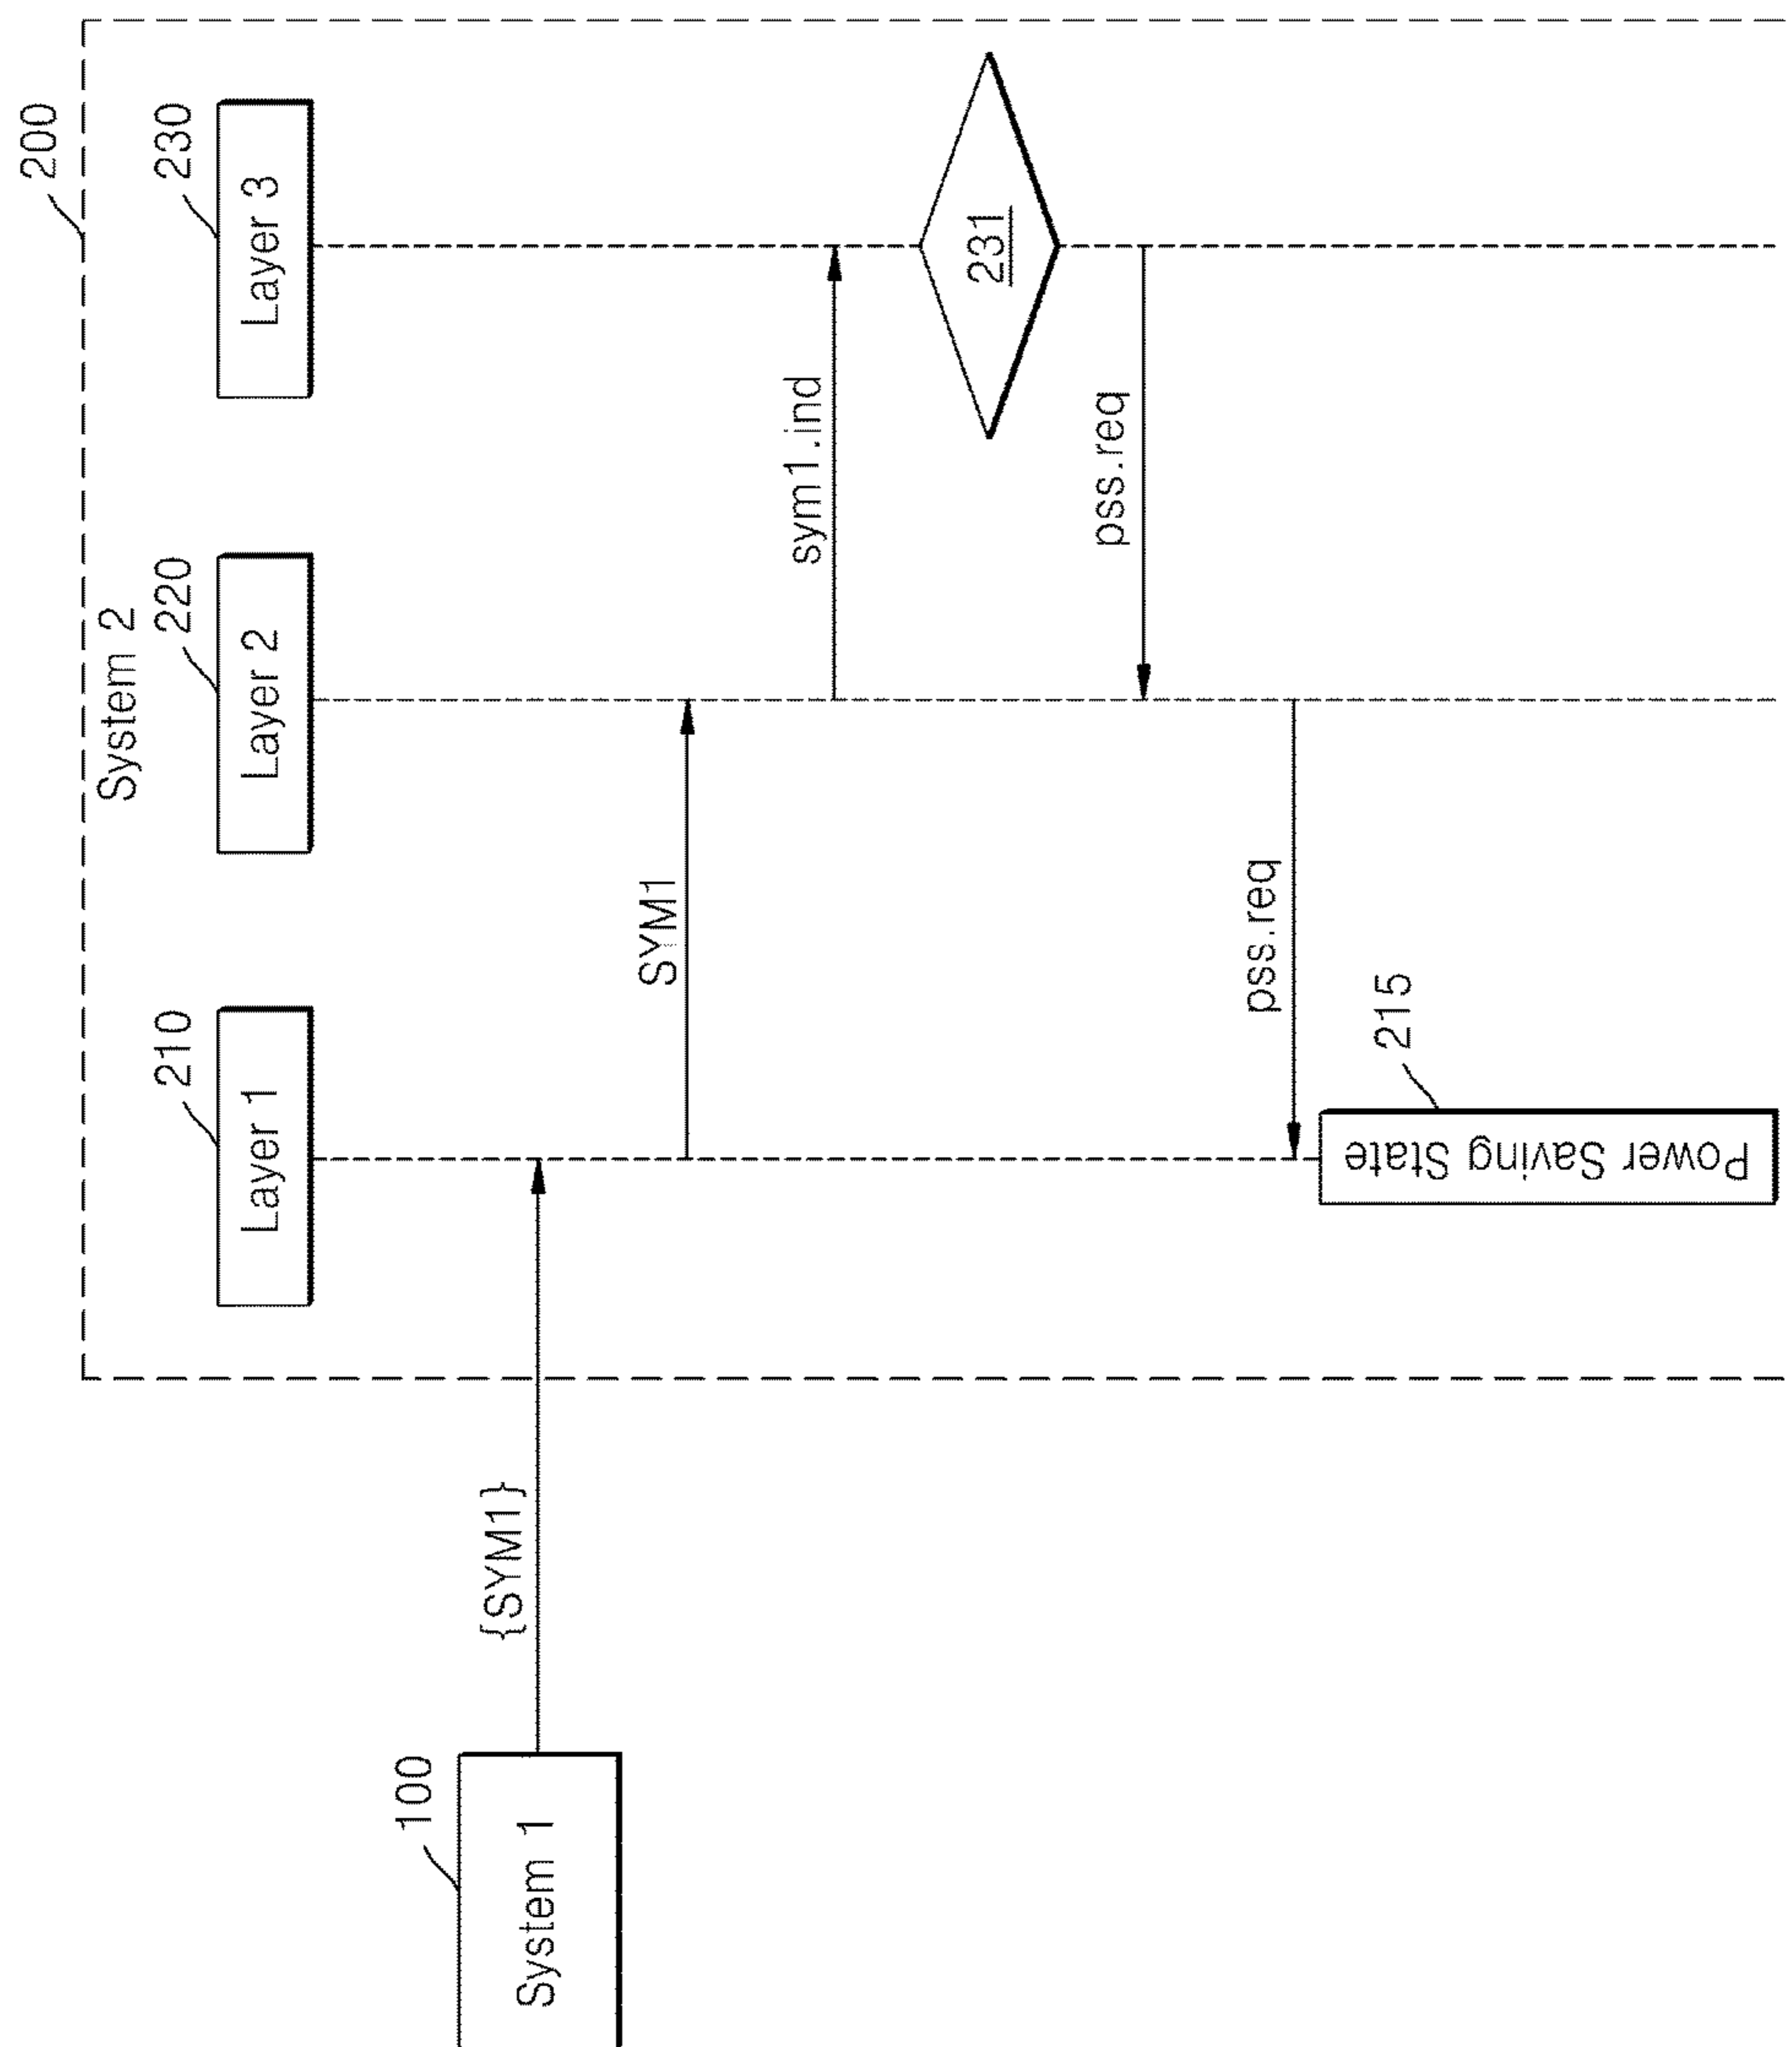 200
System 2
210
220
230
Layer 1
Layer 2
Layer 3
100
System 1
{SYM1}
SYM1
sym1.ind
231
pss.req
pss.req
215
Power Saving State